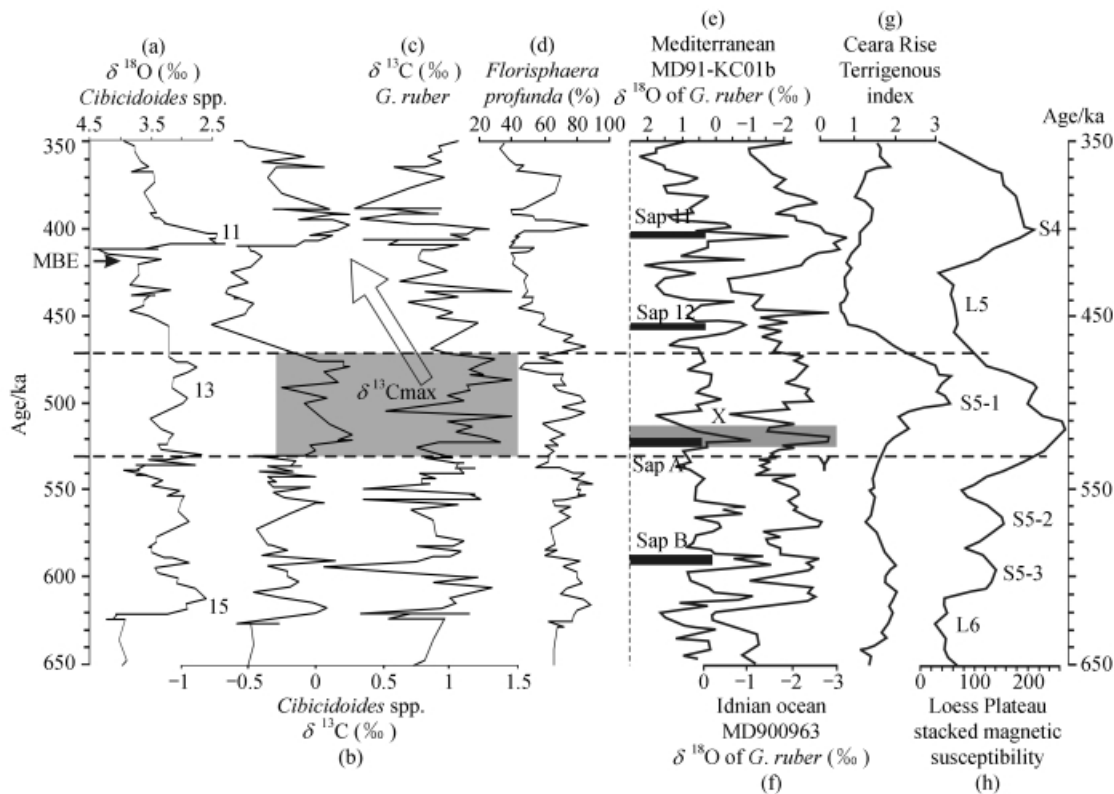 (a)
δ 18O (‰)
Cibicidoides spp.
4.5 3.5 2.5
(c)
δ 13C (‰)
G. ruber
(d)
Florisphaera
profunda (%)
20 40 60 80 100
(e)
Mediterranean
MD91-KC01b
δ 18O of G. ruber (‰)
2 1 0 −1 −2
(g)
Ceara Rise
Terrigenous
index
0 1 2 3
Age/ka
350
400
450
500
550
600
650
Age/ka
MBE
11
13
15
δ 13Cmax
Sap 11
Sap 12
X
Sap A
Y
Sap B
S4
L5
S5-1
S5-2
S5-3
L6
350
450
550
650
−1 0 0.5 0 1 1.5
Cibicidoides spp.
δ 13C (‰)
(b)
0 −1 −2 −3
Idnian ocean
MD900963
δ 18O of G. ruber (‰)
(f)
0 100 200
Loess Plateau
stacked magnetic
susceptibility
(h)